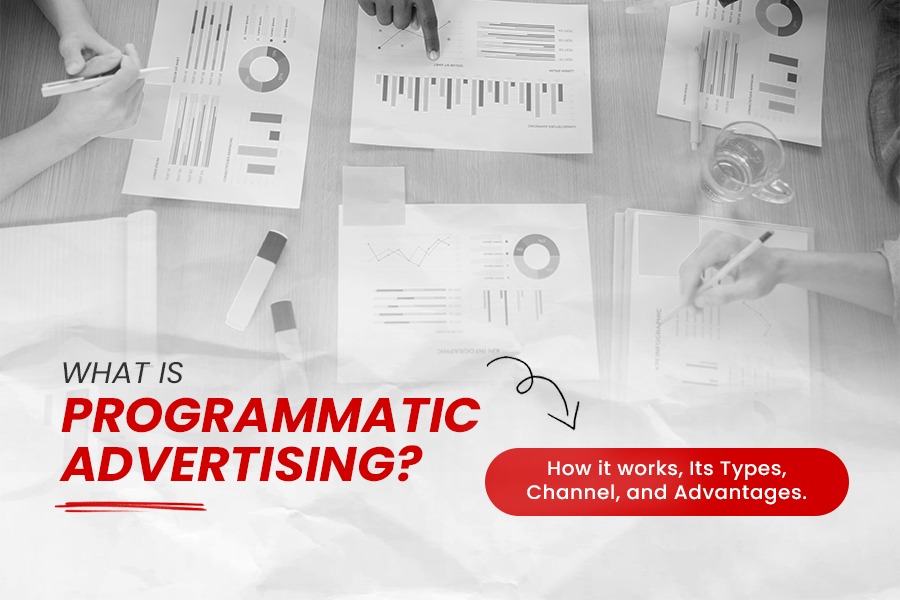 WHAT IS
PROGRAMMATIC
ADVERTISING?
How it works, Its Types,
Channel, and Advantages.